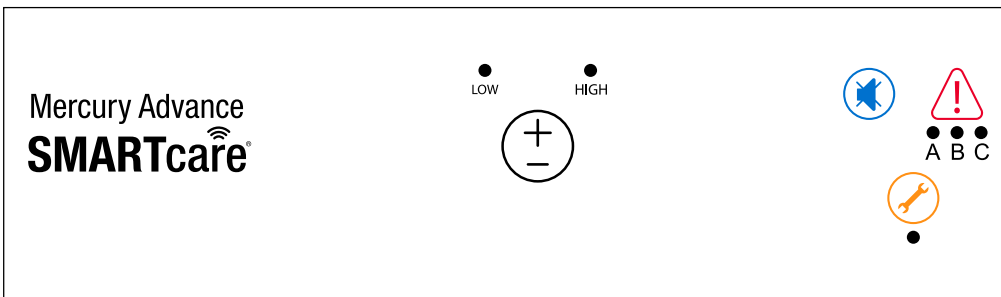 Mercury Advance
SMARTcare®
LOW HIGH
+
−
!
A B C